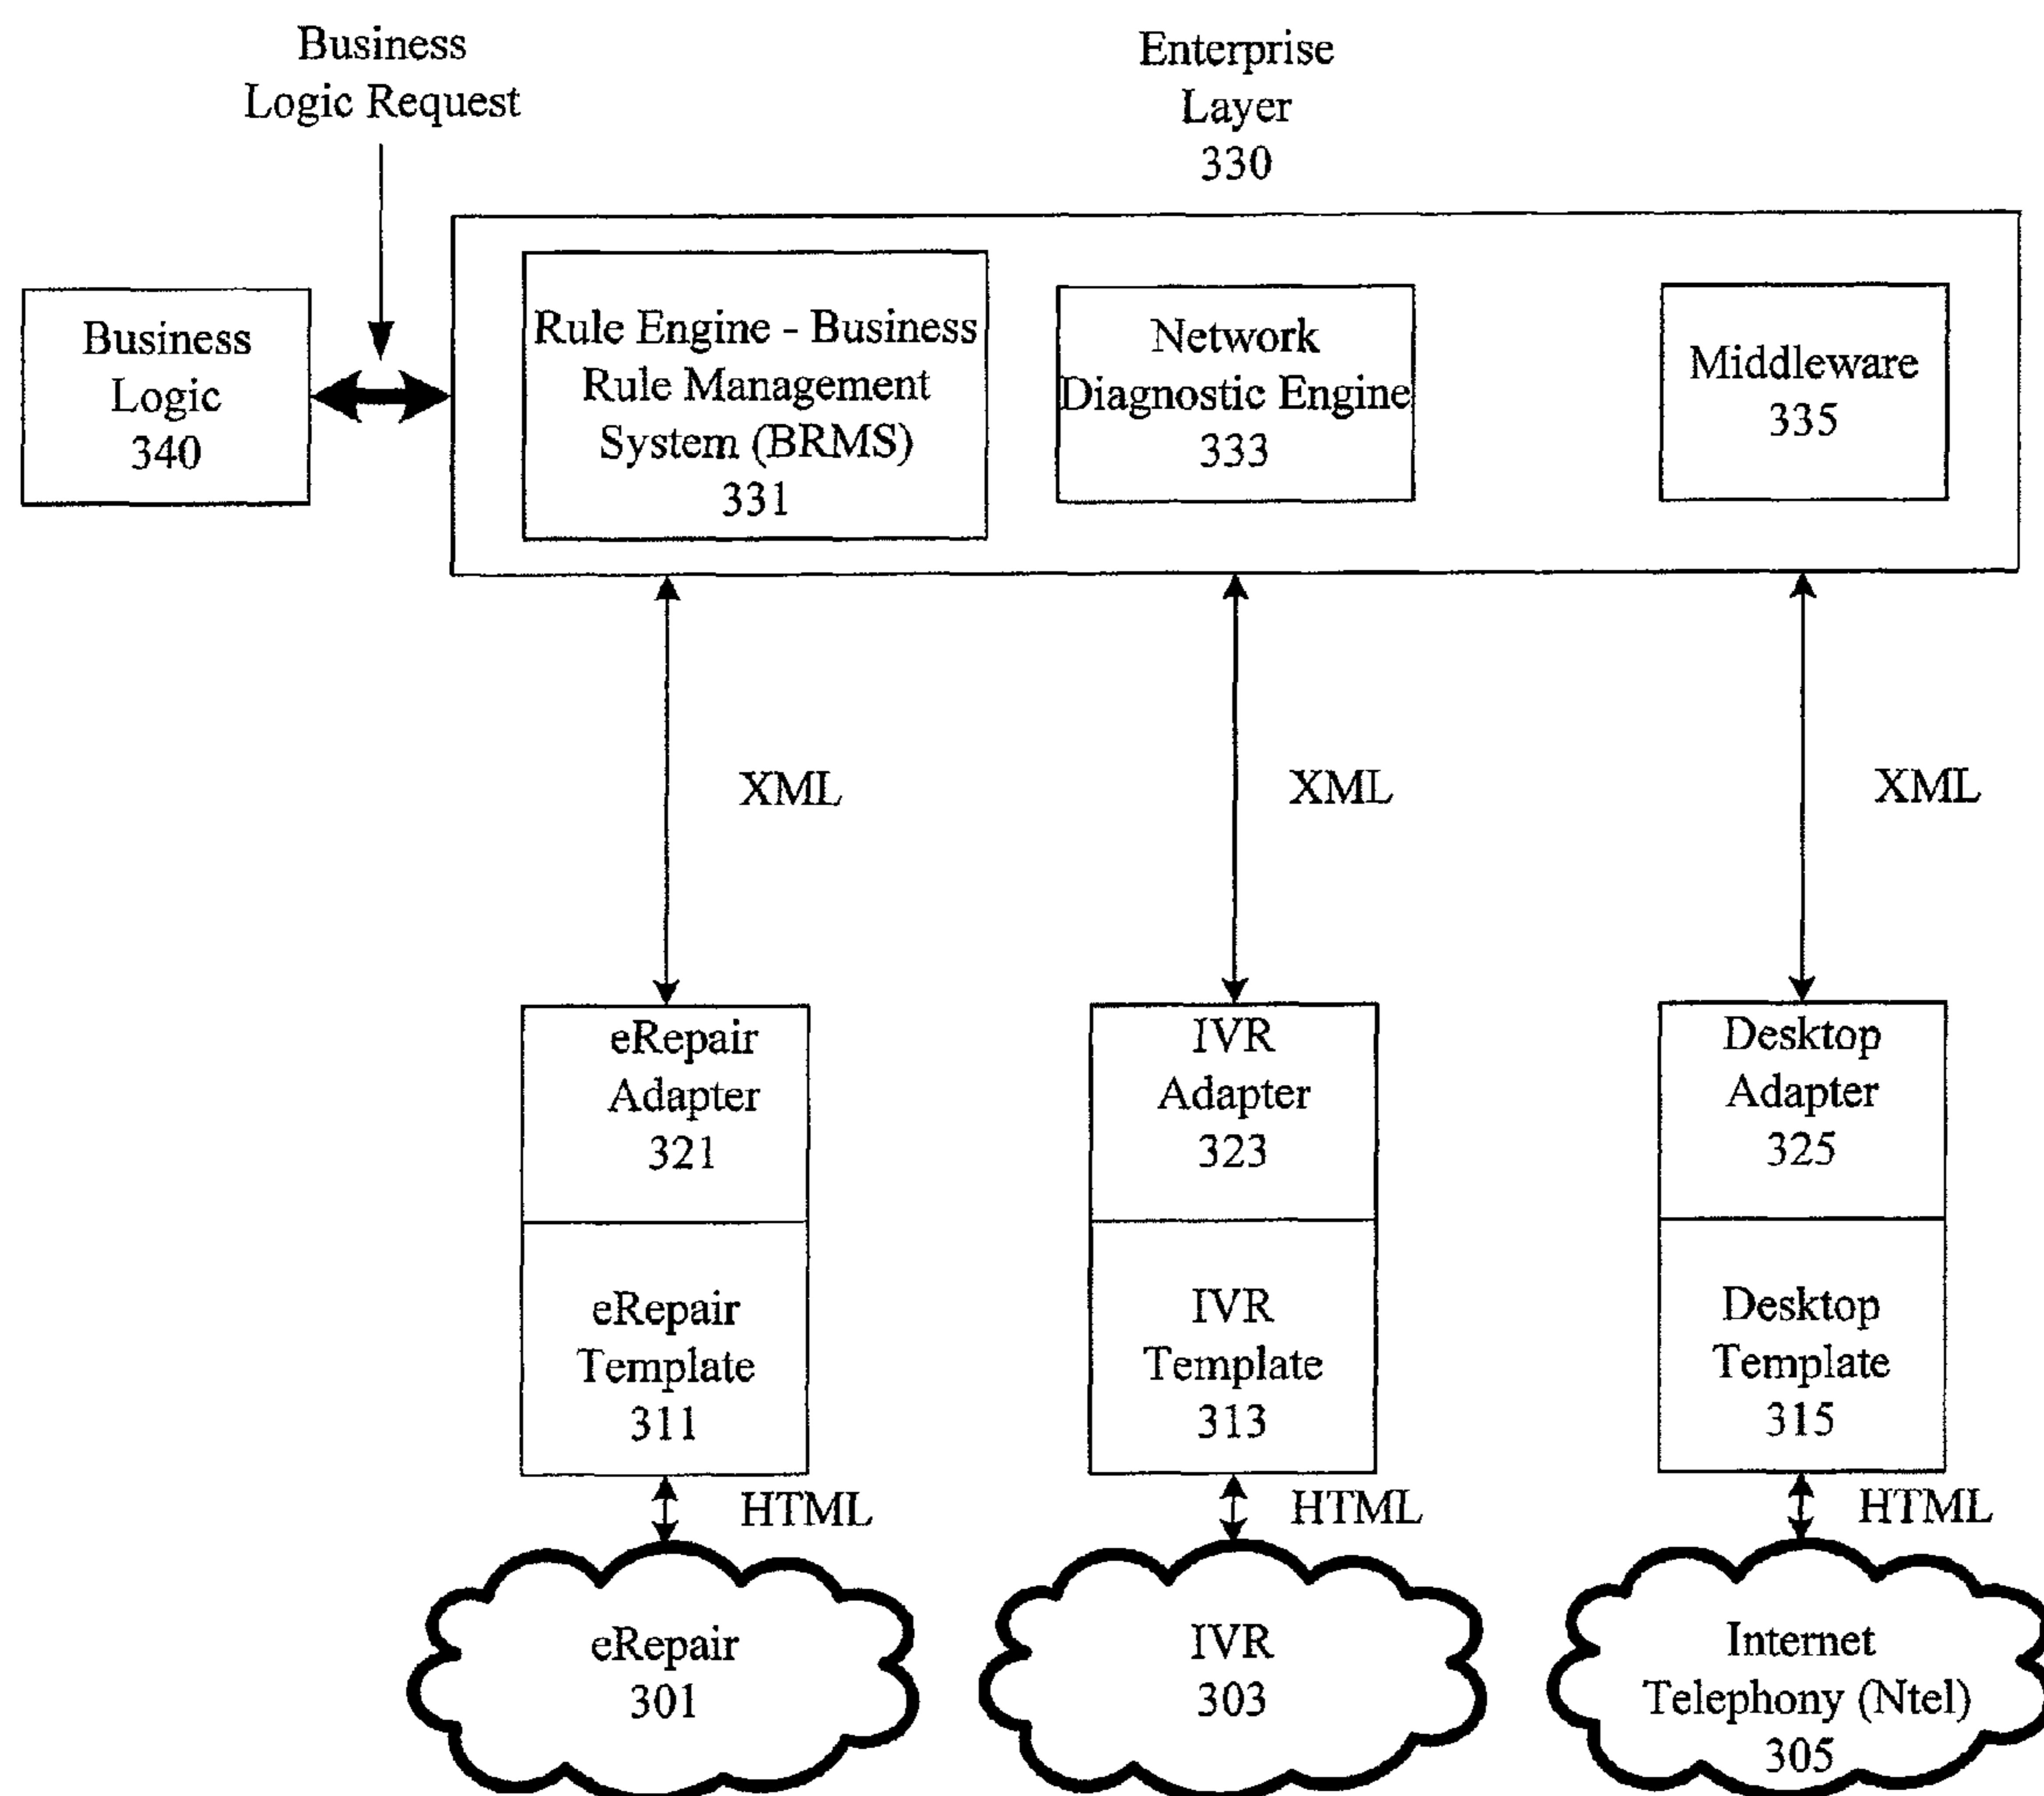 Business
Logic Request
Enterprise
Layer
330
Business
Logic
340
Rule Engine - Business
Rule Management
System (BRMS)
331
Network
Diagnostic Engine
333
Middleware
335
XML
XML
XML
eRepair
Adapter
321
IVR
Adapter
323
Desktop
Adapter
325
eRepair
Template
311
IVR
Template
313
Desktop
Template
315
HTML
HTML
HTML
eRepair
301
IVR
303
Internet
Telephony (Ntel)
305